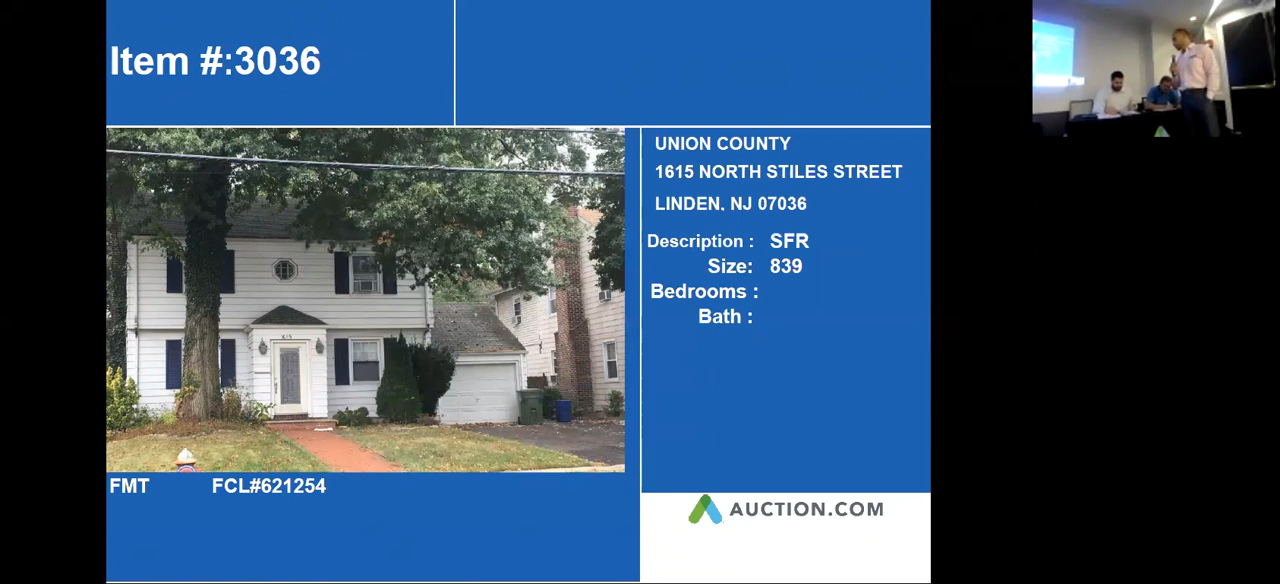 Item #:3036
UNION COUNTY
1615 NORTH STILES STREET
LINDEN, NJ 07036
Description : SFR
Size: 839
Bedrooms :
Bath :
FMT FCL#621254
AUCTION.COM